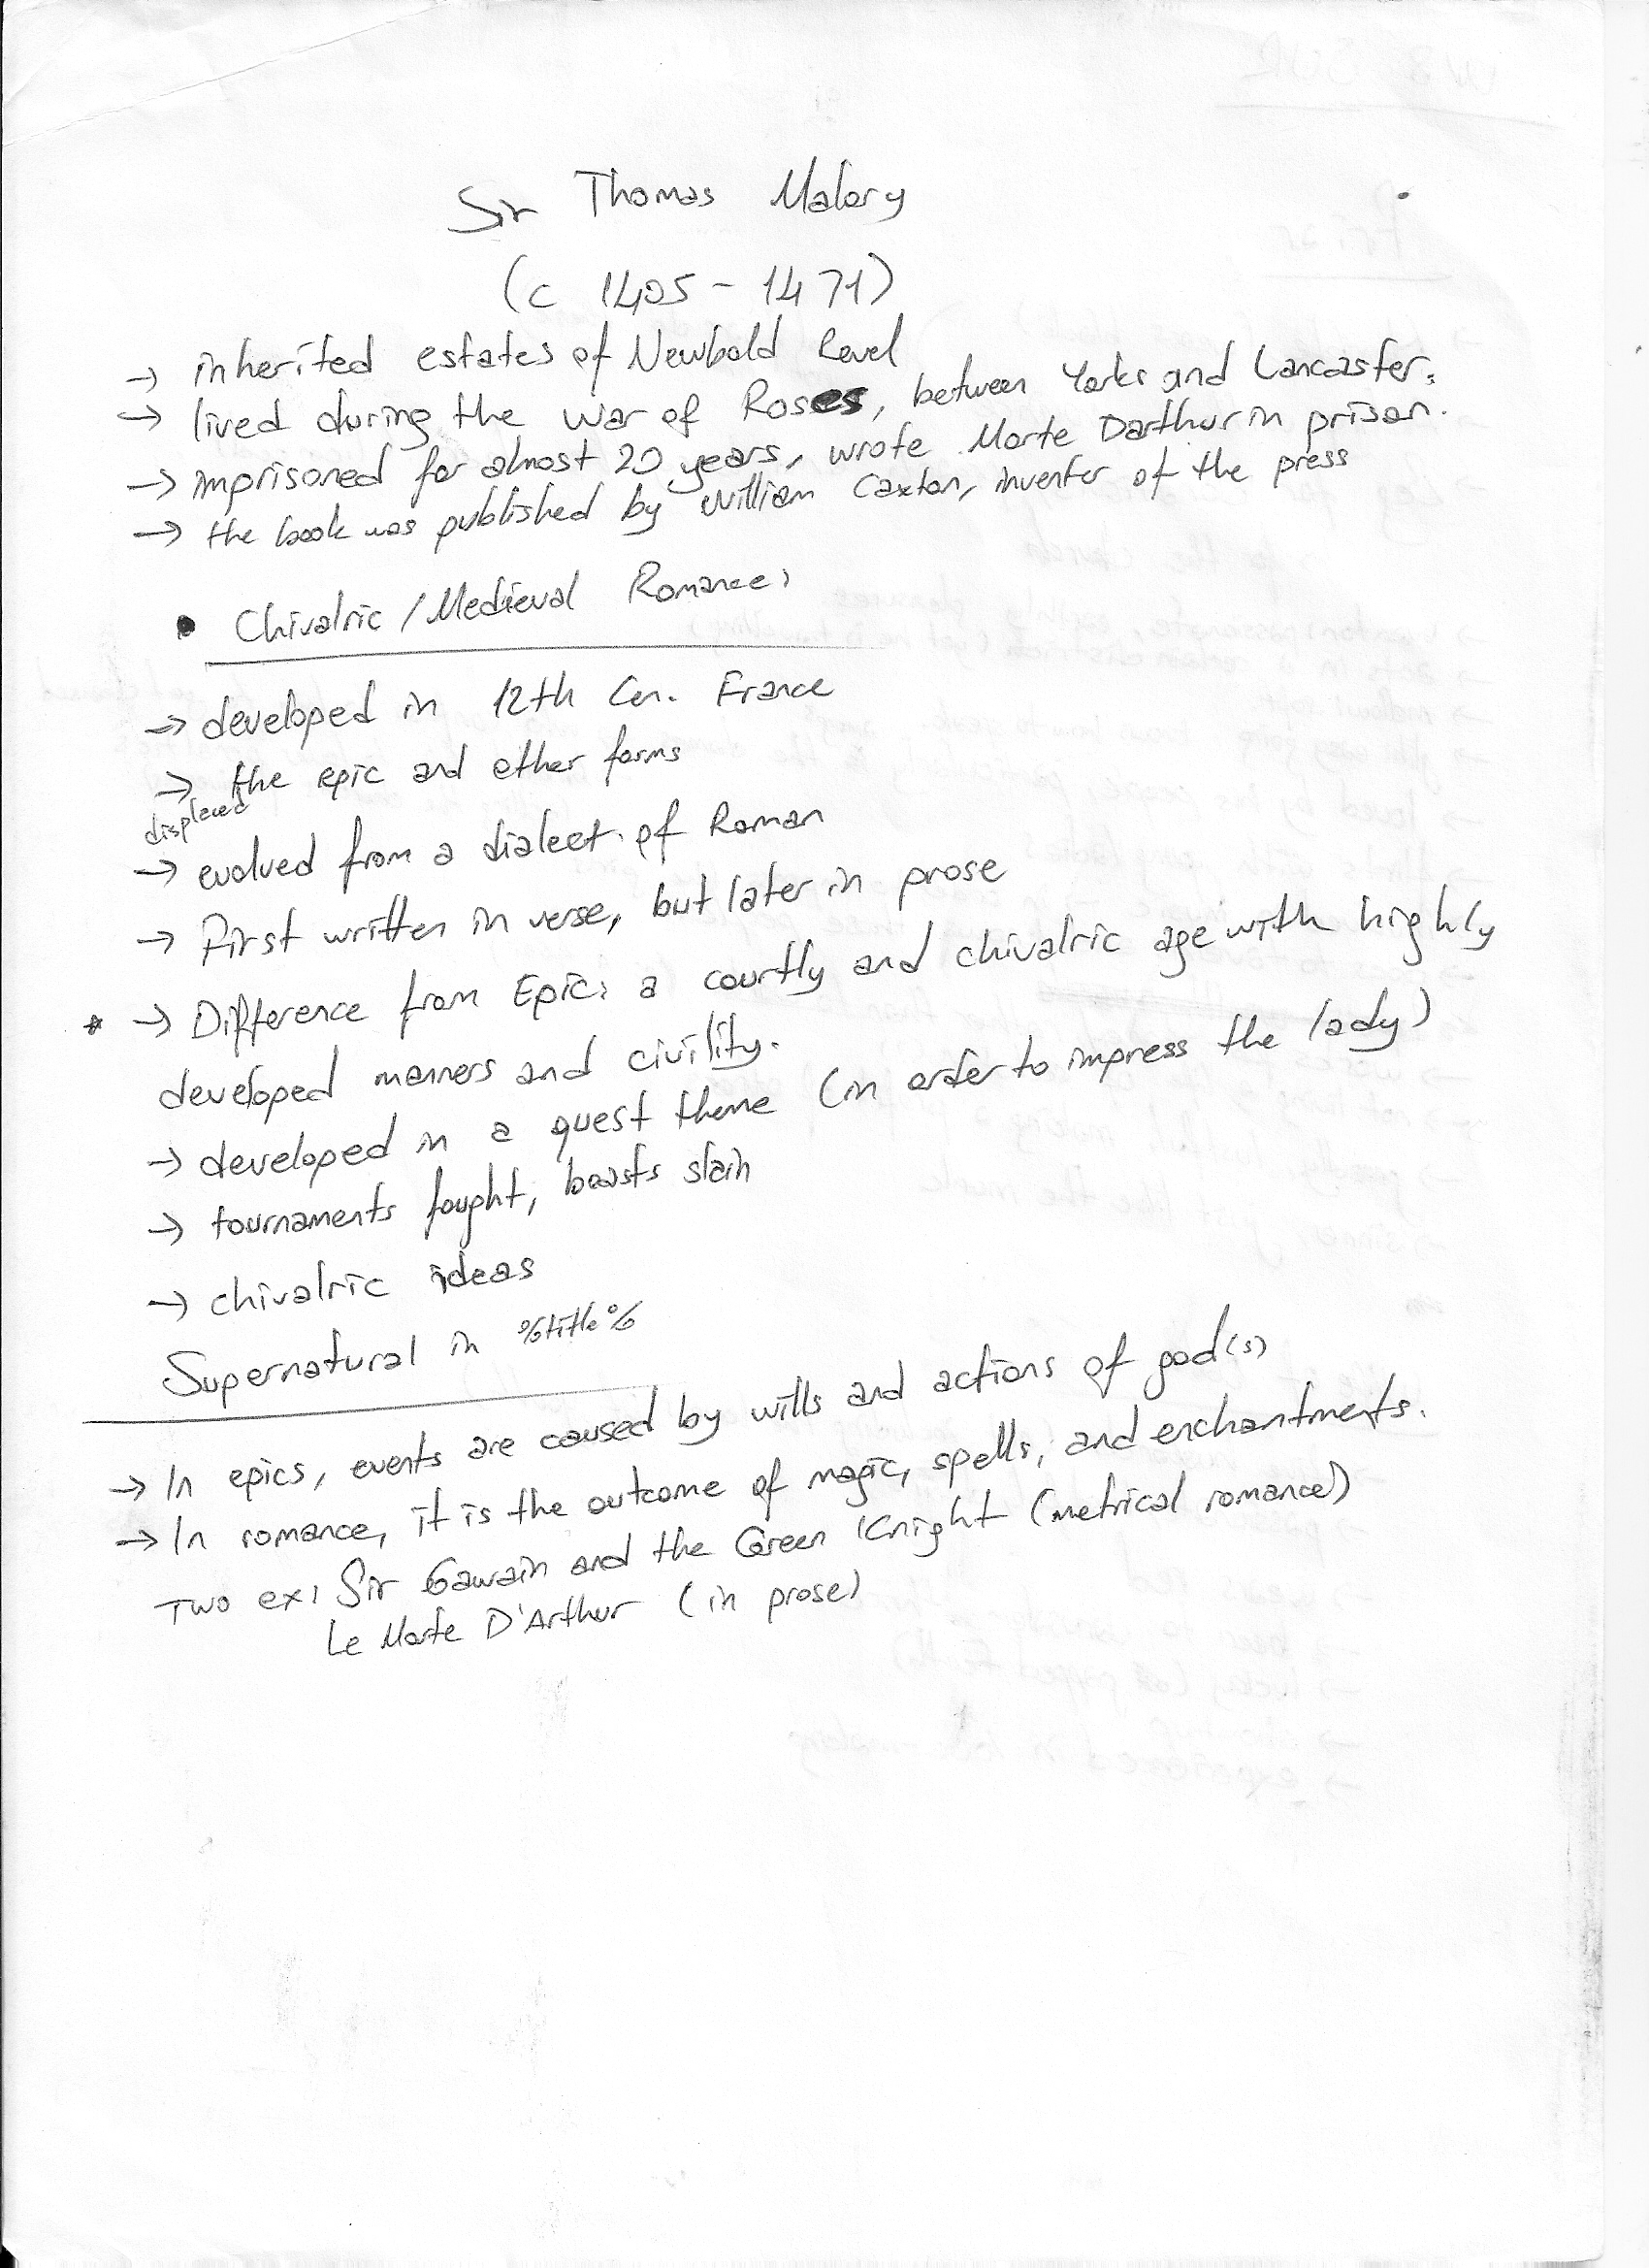 Sir Thomas Malory
(c 1405 - 1471)
→ inherited estates of Newbold Revel
→ lived during the war of Roses, between Yorks and Lancaster.
→ imprisoned for almost 20 years, wrote Morte Darthur in prison.
→ the book was published by William Caxton, inventer of the press
• Chivalric / Medieval Romance:
→ developed in 12th Cen. France
→ the epic and other forms
displaced
→ evolved from a dialect of Roman
→ First written in verse, but later in prose
* → Difference from Epic: a courtly and chivalric age with highly
developed manners and civility.
→ developed in a quest theme (in order to impress the lady)
→ tournaments fought, beasts slain
→ chivalric ideas
Supernatural in %title%
→ In epics, events are caused by wills and actions of god(s)
→ In romance, it is the outcome of magic, spells, and enchantments.
Two ex: Sir Gawain and the Green Knight (metrical romance)
Le Morte D'Arthur (in prose)